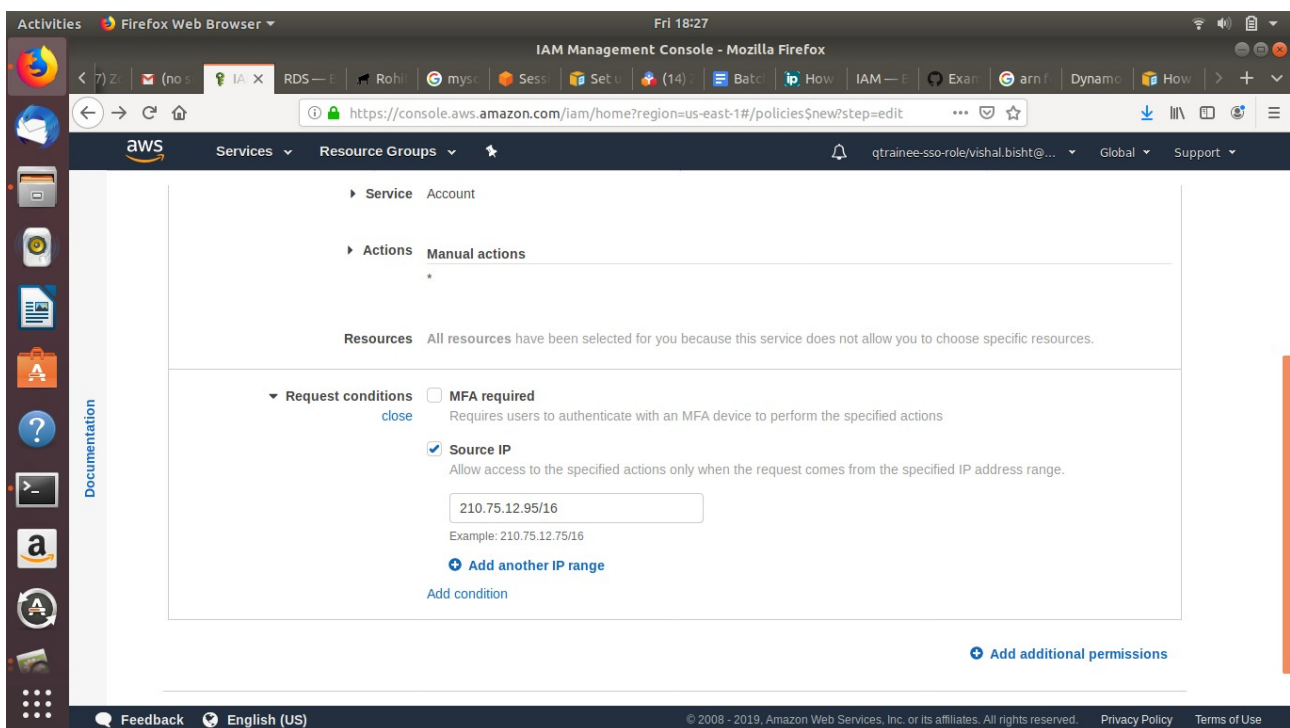 Activities Firefox Web Browser Fri 18:27
IAM Management Console - Mozilla Firefox
7) Z (no s IA RDS — E Rohi myso Sessi Set u (14) Batc How IAM — E Exam arn f Dynamo How
https://console.aws.amazon.com/iam/home?region=us-east-1#/policies$new?step=edit
aws Services Resource Groups qtrainee-sso-role/vishal.bisht@... Global Support
Service Account
Actions Manual actions
*
Resources All resources have been selected for you because this service does not allow you to choose specific resources.
Request conditions MFA required
close Requires users to authenticate with an MFA device to perform the specified actions
Source IP
Allow access to the specified actions only when the request comes from the specified IP address range.
210.75.12.95/16
Example: 210.75.12.75/16
Add another IP range
Add condition
Add additional permissions
Documentation
Feedback English (US) © 2008 - 2019, Amazon Web Services, Inc. or its affiliates. All rights reserved. Privacy Policy Terms of Use